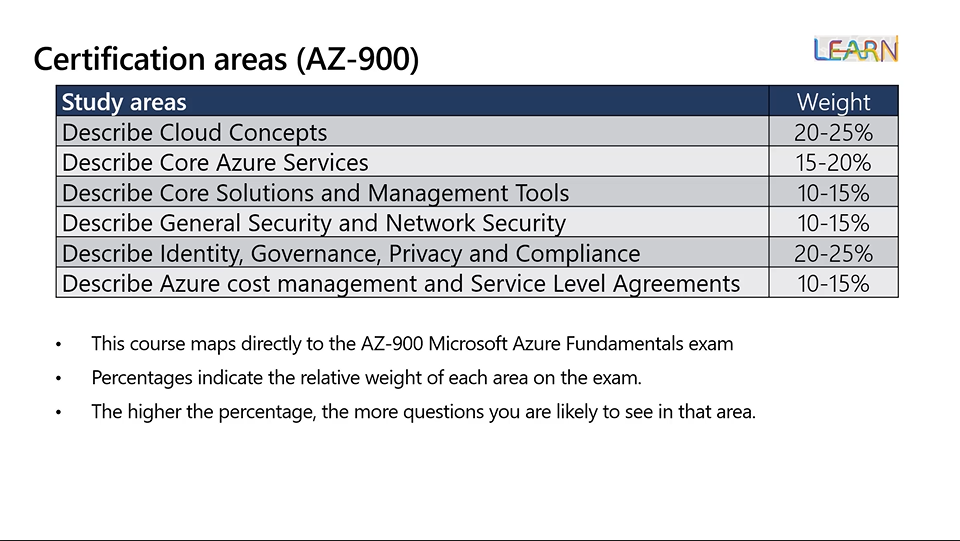 Certification areas (AZ-900)
LEARN
Study areas Weight
Describe Cloud Concepts 20-25%
Describe Core Azure Services 15-20%
Describe Core Solutions and Management Tools 10-15%
Describe General Security and Network Security 10-15%
Describe Identity, Governance, Privacy and Compliance 20-25%
Describe Azure cost management and Service Level Agreements 10-15%
• This course maps directly to the AZ-900 Microsoft Azure Fundamentals exam
• Percentages indicate the relative weight of each area on the exam.
• The higher the percentage, the more questions you are likely to see in that area.